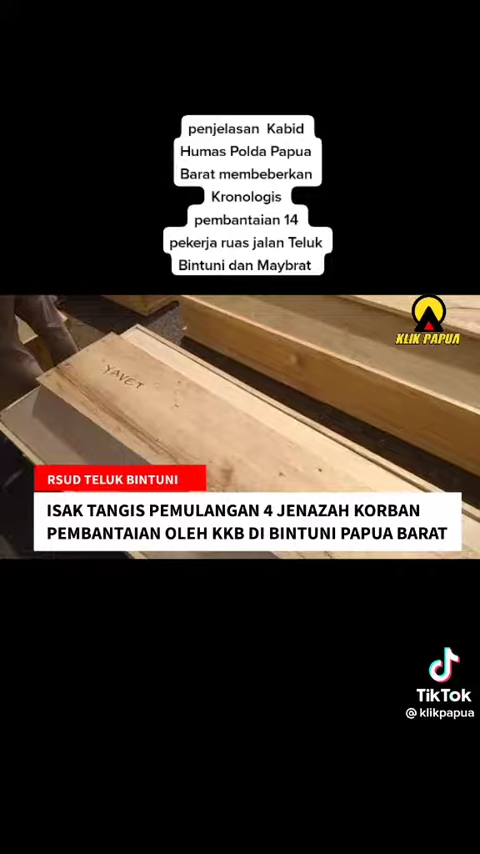 penjelasan Kabid
Humas Polda Papua
Barat membeberkan
Kronologis
pembantaian 14
pekerja ruas jalan Teluk
Bintuni dan Maybrat
KLIK PAPUA
YAVET
RSUD TELUK BINTUNI
ISAK TANGIS PEMULANGAN 4 JENAZAH KORBAN
PEMBANTAIAN OLEH KKB DI BINTUNI PAPUA BARAT
TikTok
@klikpapua